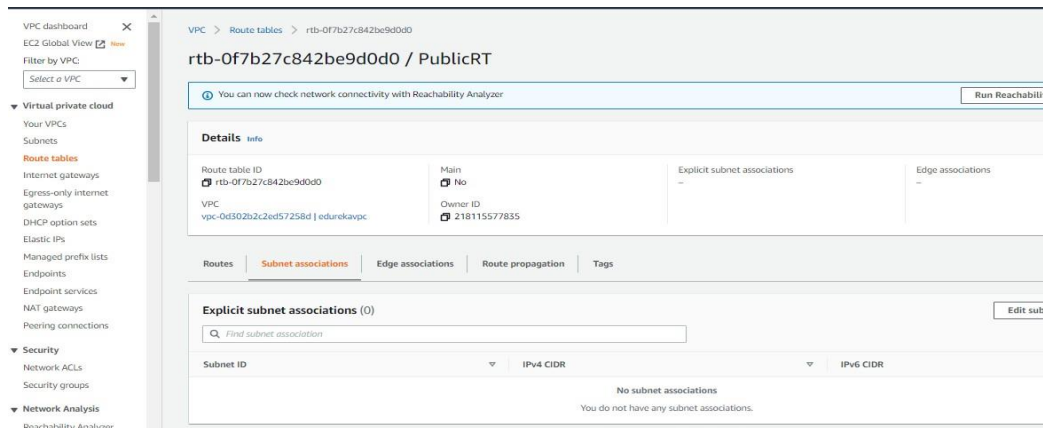 VPC dashboard
EC2 Global View New
Filter by VPC:
Select a VPC
Virtual private cloud
Your VPCs
Subnets
Route tables
Internet gateways
Egress-only internet
gateways
DHCP option sets
Elastic IPs
Managed prefix lists
Endpoints
Endpoint services
NAT gateways
Peering connections
Security
Network ACLs
Security groups
Network Analysis
Reachability Analyzer
VPC > Route tables > rtb-0f7b27c842be9d0d0
rtb-0f7b27c842be9d0d0 / PublicRT
You can now check network connectivity with Reachability Analyzer
Run Reachabili
Details Info
Route table ID
rtb-0f7b27c842be9d0d0
Main
No
Explicit subnet associations
–
Edge associations
–
VPC
vpc-0d302b2c2ed57258d | edurekavpc
Owner ID
218115577835
Routes Subnet associations Edge associations Route propagation Tags
Explicit subnet associations (0)
Edit sub
Find subnet association
Subnet ID IPv4 CIDR IPv6 CIDR
No subnet associations
You do not have any subnet associations.